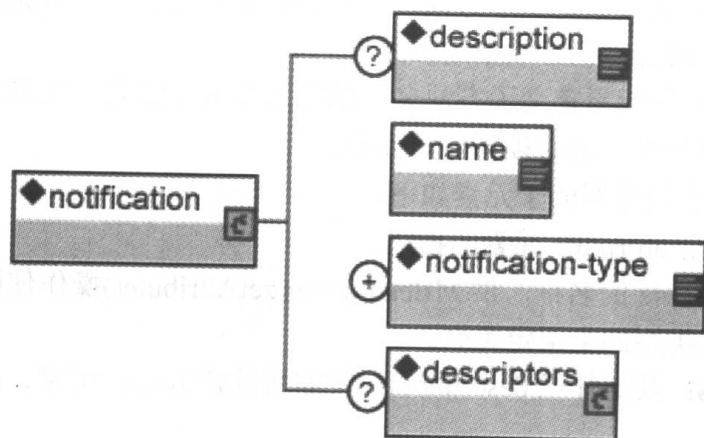 description
?
name
notification
notification-type
+
descriptors
?